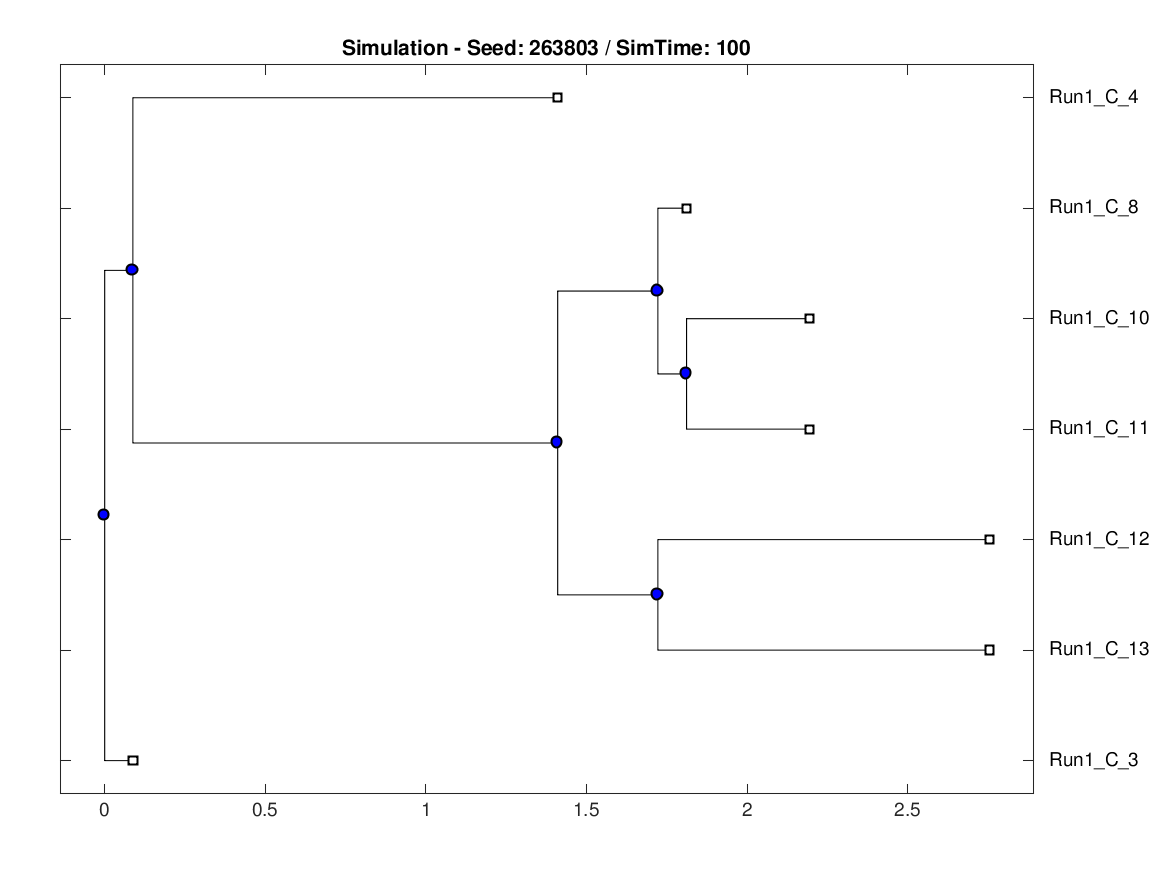 Simulation - Seed: 263803 / SimTime: 100
Run1_C_4
Run1_C_8
Run1_C_10
Run1_C_11
Run1_C_12
Run1_C_13
Run1_C_3
0 0.5 1 1.5 2 2.5